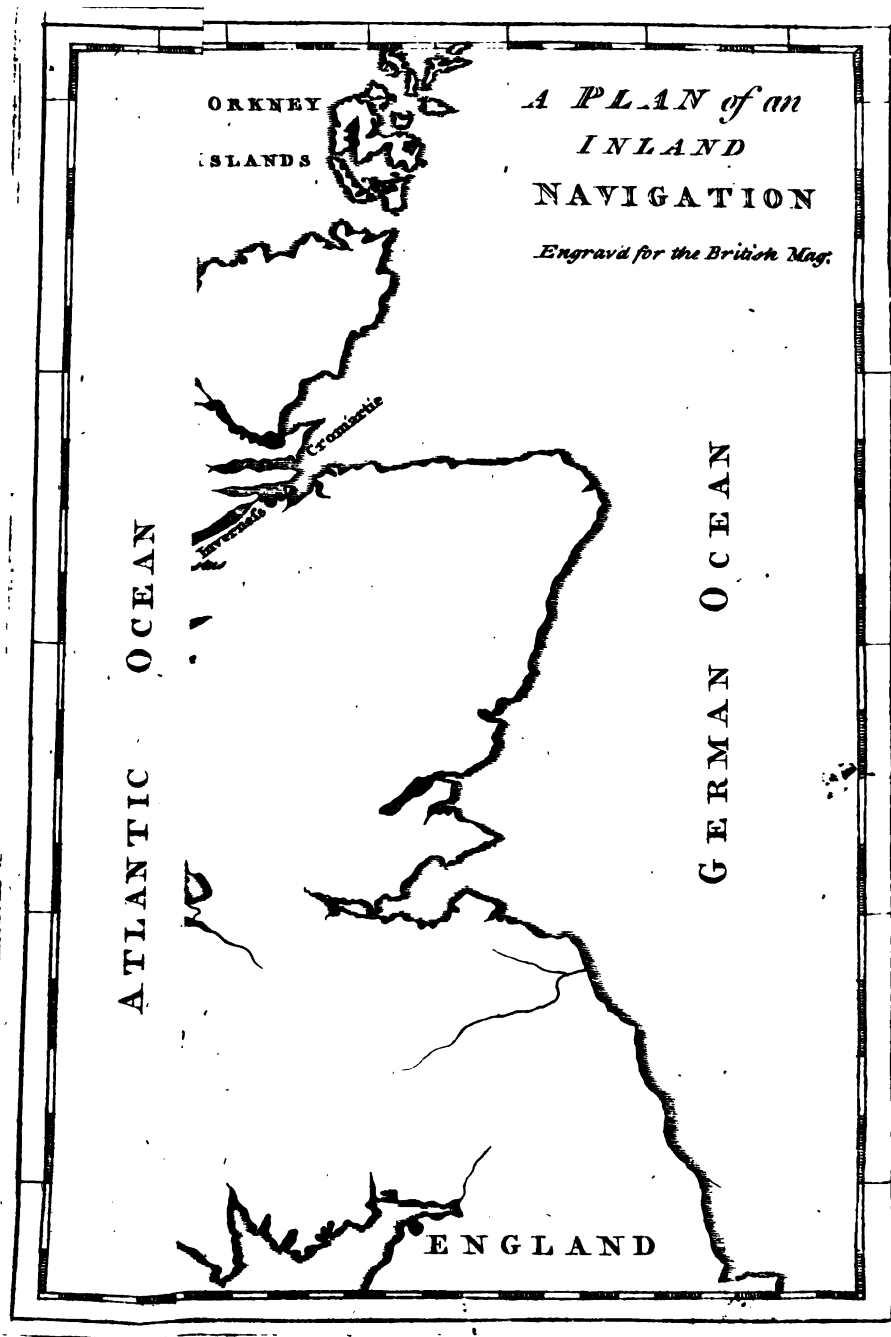 A PLAN of an
INLAND
NAVIGATION
Engrav'd for the British Mag.
ORKNEY
ISLANDS
Cromartie
Inverness
ATLANTIC OCEAN
GERMAN OCEAN
ENGLAND